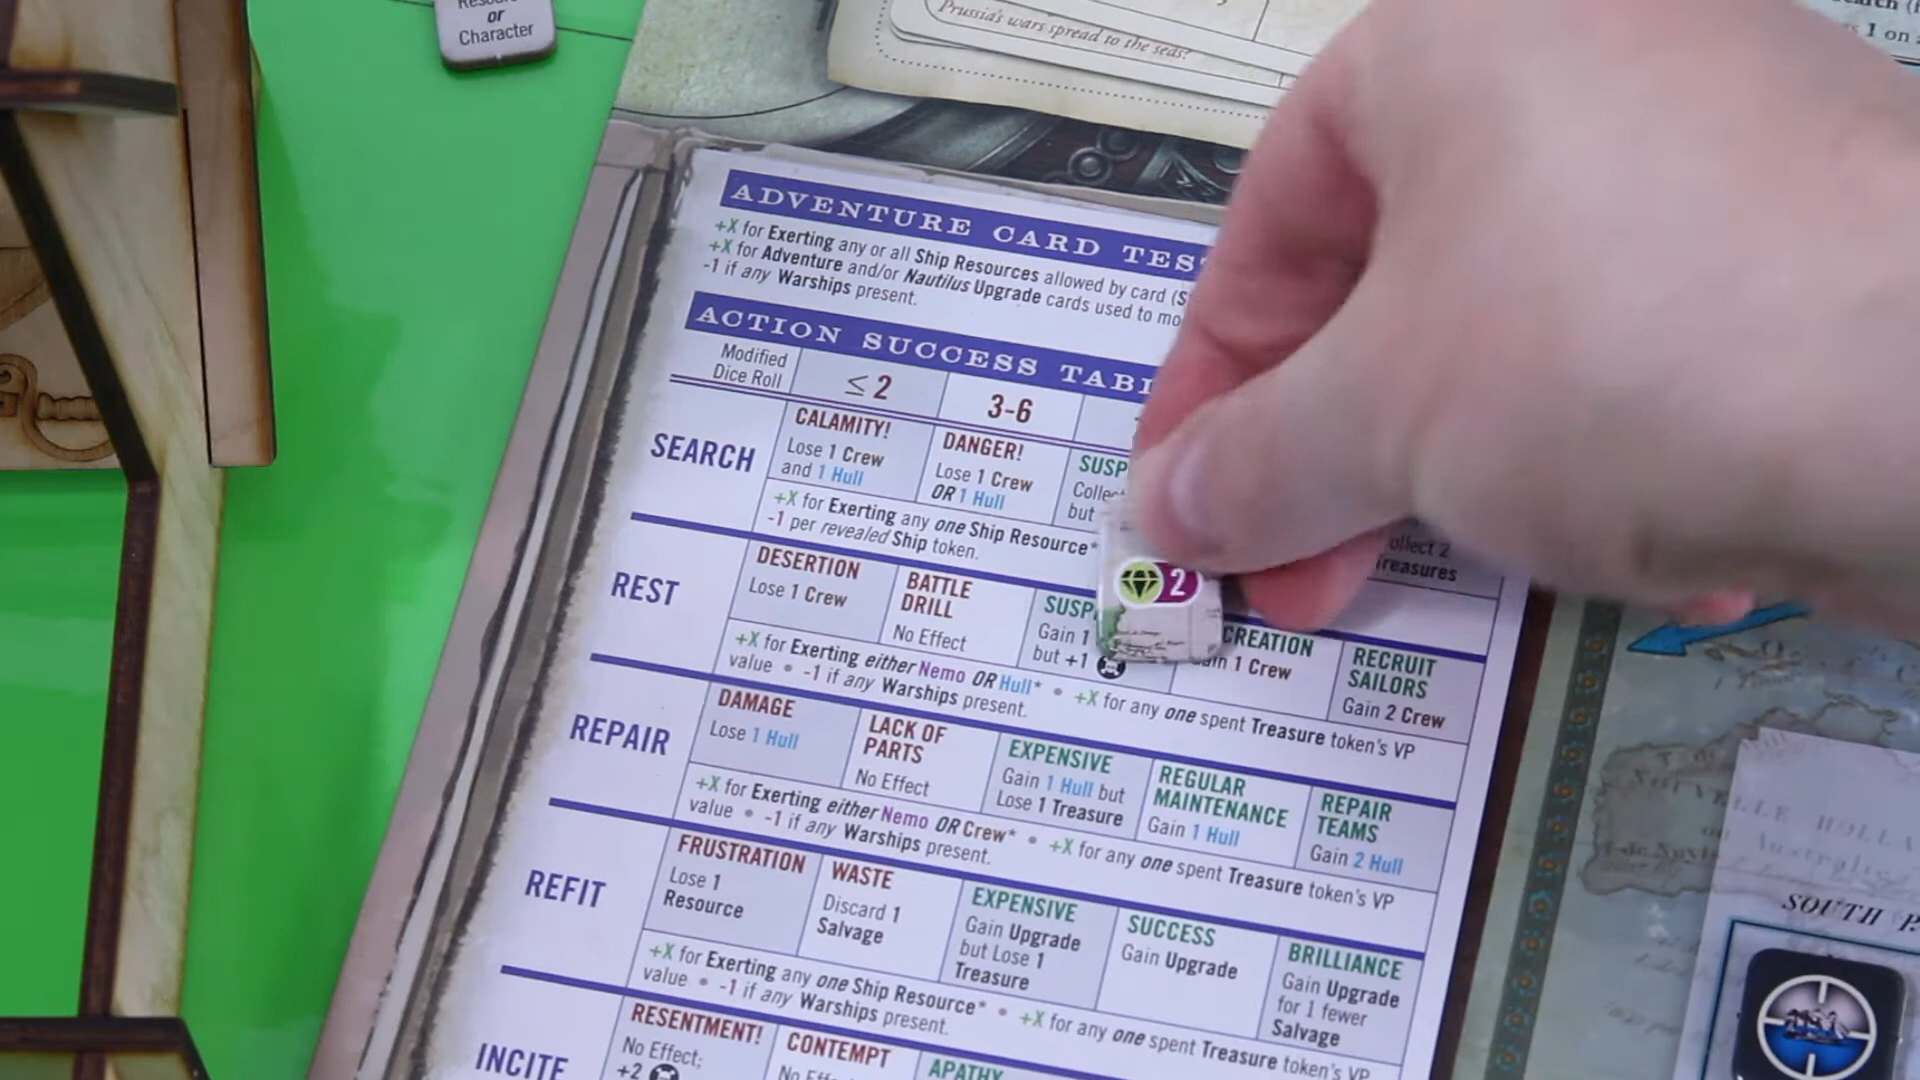 or
Character
Prussia's wars spread to the seas!
1 on
ADVENTURE CARD TES
+X for Exerting any or all Ship Resources allowed by card (S
+X for Adventure and/or Nautilus Upgrade cards used to mo
-1 if any Warships present.
ACTION SUCCESS TABL
Modified
Dice Roll
≤ 2
3-6
SEARCH
CALAMITY!
Lose 1 Crew
and 1 Hull
DANGER!
Lose 1 Crew
OR 1 Hull
SUSP
Collec
but
ollect 2
Treasures
+X for Exerting any one Ship Resource*
-1 per revealed Ship token.
2
REST
DESERTION
Lose 1 Crew
BATTLE
DRILL
No Effect
SUSP
Gain 1
but +1
CREATION
in 1 Crew
RECRUIT
SAILORS
Gain 2 Crew
+X for Exerting either Nemo OR Hull* • +X for any one spent Treasure token's VP
value • -1 if any Warships present.
REPAIR
DAMAGE
Lose 1 Hull
LACK OF
PARTS
No Effect
EXPENSIVE
Gain 1 Hull but
Lose 1 Treasure
REGULAR
MAINTENANCE
Gain 1 Hull
REPAIR
TEAMS
Gain 2 Hull
+X for Exerting either Nemo OR Crew* • +X for any one spent Treasure token's VP
value • -1 if any Warships present.
REFIT
FRUSTRATION
Lose 1
Resource
WASTE
Discard 1
Salvage
EXPENSIVE
Gain Upgrade
but Lose 1
Treasure
SUCCESS
Gain Upgrade
BRILLIANCE
Gain Upgrade
for 1 fewer
Salvage
+X for Exerting any one Ship Resource* • +X for any one spent Treasure token's VP
value • -1 if any Warships present.
INCITE
RESENTMENT!
No Effect;
+2
CONTEMPT
No Effe
APATHY
SOUTH P